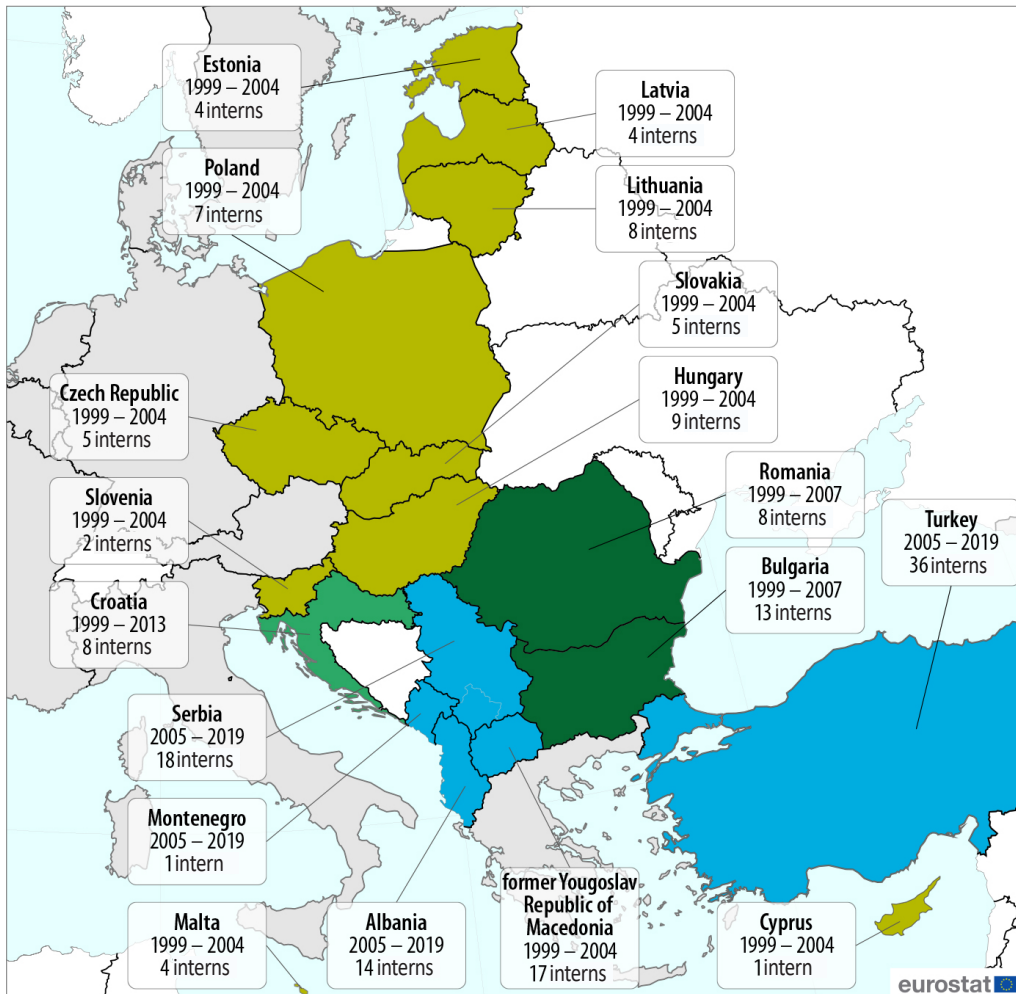 Estonia
1999 – 2004
4 interns
Latvia
1999 – 2004
4 interns
Poland
1999 – 2004
7 interns
Lithuania
1999 – 2004
8 interns
Slovakia
1999 – 2004
5 interns
Czech Republic
1999 – 2004
5 interns
Hungary
1999 – 2004
9 interns
Slovenia
1999 – 2004
2 interns
Romania
1999 – 2007
8 interns
Turkey
2005 – 2019
36 interns
Bulgaria
1999 – 2007
13 interns
Croatia
1999 – 2013
8 interns
Serbia
2005 – 2019
18 interns
Montenegro
2005 – 2019
1 intern
former Yougoslav
Republic of
Macedonia
1999 – 2004
17 interns
Malta
1999 – 2004
4 interns
Albania
2005 – 2019
14 interns
Cyprus
1999 – 2004
1 intern
eurostat